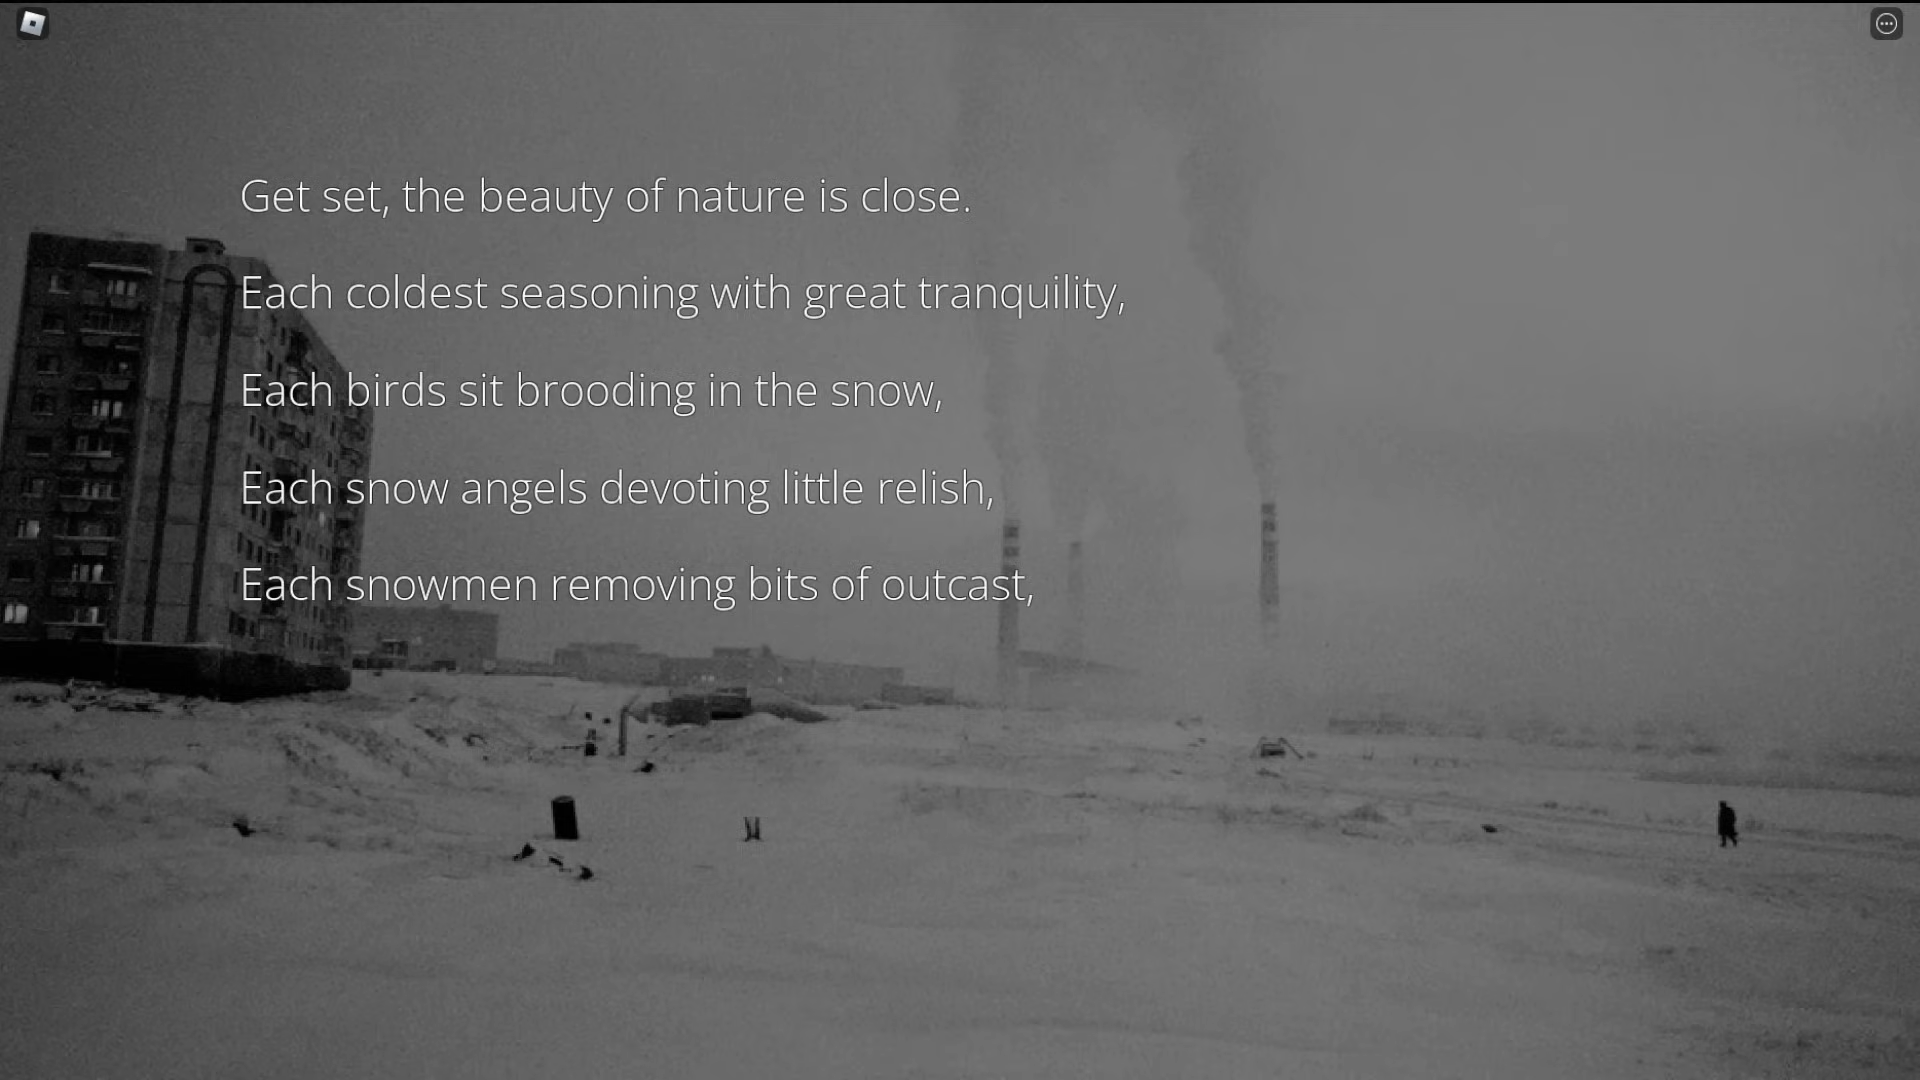 Get set, the beauty of nature is close.
Each coldest seasoning with great tranquility,
Each birds sit brooding in the snow,
Each snow angels devoting little relish,
Each snowmen removing bits of outcast,